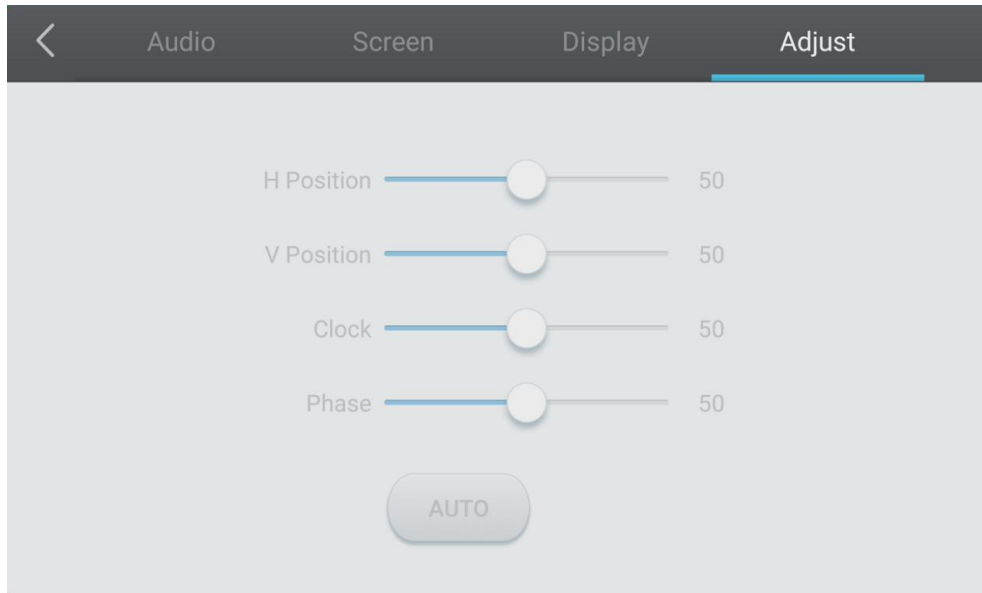 Audio Screen Display Adjust
H Position 50
V Position 50
Clock 50
Phase 50
AUTO